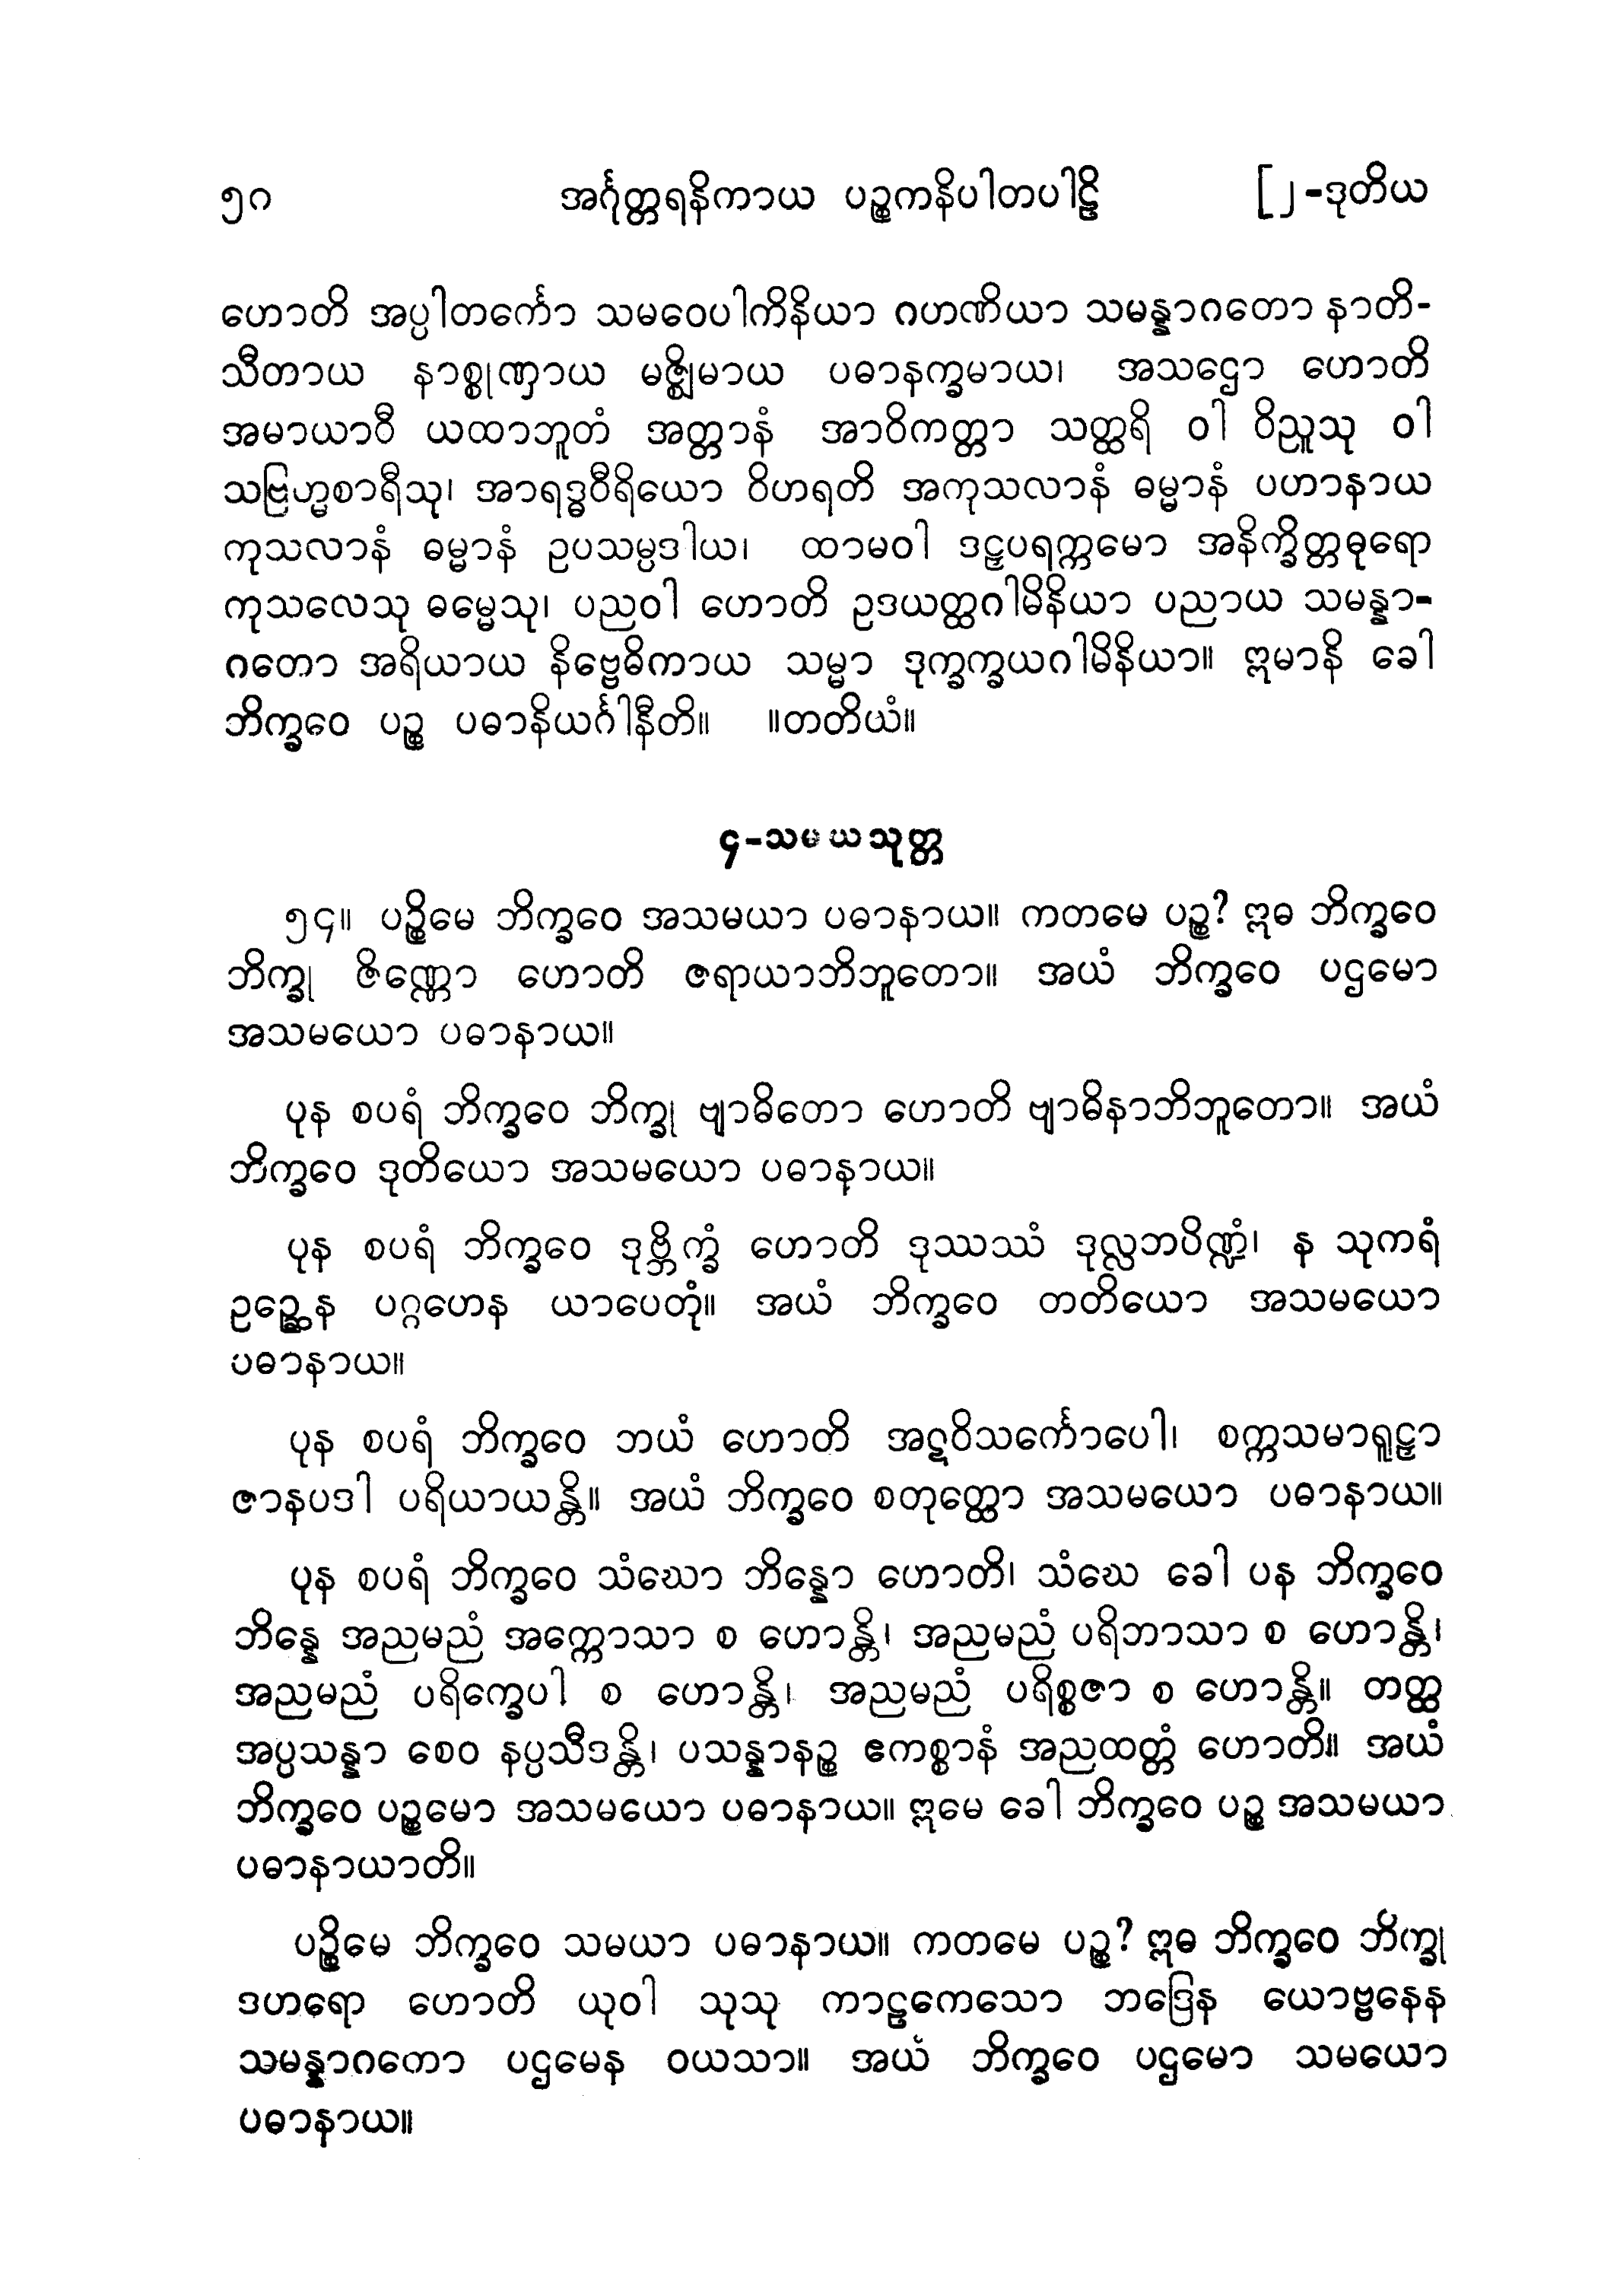 ၅ဂ အင်္ဂုတ္တရနိကာယ ပဉ္စကနိပါတပါဠိ [၂-ဒုတိယ
ဟောတိ အပ္ပါတင်္ကော သမဝေပါကိနိယာ ဂဟဏိယာ သမန္နာဂတော နာတိ-
သီတာယ နာစ္စုဏှာယ မဇ္ဈိမာယ ပဓာနက္ခမာယ၊ အသဌော ဟောတိ
အမာယာဝီ ယထာဘူတံ အတ္တာနံ အာဝိကတ္တာ သတ္ထရိ ဝါ ဝိညူသု ဝါ
သဗြဟ္မစာရီသု၊ အာရဒ္ဓဝီရိယော ဝိဟရတိ အကုသလာနံ ဓမ္မာနံ ပဟာနာယ
ကုသလာနံ ဓမ္မာနံ ဥပသမ္ပဒါယ၊ ထာမဝါ ဒဠှပရက္ကမော အနိက္ခိတ္တဓုရော
ကုသလေသု ဓမ္မေသု၊ ပညဝါ ဟောတိ ဥဒယတ္ထဂါမိနိယာ ပညာယ သမန္နာ-
ဂတော အရိယာယ နိဗ္ဗေဓိကာယ သမ္မာ ဒုက္ခက္ခယဂါမိနိယာ။ ဣမာနိ ခေါ
ဘိက္ခဝေ ပဉ္စ ပဓာနိယင်္ဂါနီတိ။ ။တတိယံ။
၄-သမယသုတ္တ
၅၄။ ပဉ္စိမေ ဘိက္ခဝေ အသမယာ ပဓာနာယ။ ကတမေ ပဉ္စ? ဣဓ ဘိက္ခဝေ
ဘိက္ခု ဇိဏ္ဏော ဟောတိ ဇရာယာဘိဘူတော။ အယံ ဘိက္ခဝေ ပဌမော
အသမယော ပဓာနာယ။
ပုန စပရံ ဘိက္ခဝေ ဘိက္ခု ဗျာဓိတော ဟောတိ ဗျာဓိနာဘိဘူတော။ အယံ
ဘိက္ခဝေ ဒုတိယော အသမယော ပဓာနာယ။
ပုန စပရံ ဘိက္ခဝေ ဒုဗ္ဘိက္ခံ ဟောတိ ဒုဿဿံ ဒုလ္လဘပိဏ္ဍံ၊ န သုကရံ
ဥဉ္ဆေန ပဂ္ဂဟေန ယာပေတုံ။ အယံ ဘိက္ခဝေ တတိယော အသမယော
ပဓာနာယ။
ပုန စပရံ ဘိက္ခဝေ ဘယံ ဟောတိ အဋဝိသင်္ကောပေါ၊ စက္ကသမာရူဠှာ
ဇာနပဒါ ပရိယာယန္တိ။ အယံ ဘိက္ခဝေ စတုတ္ထော အသမယော ပဓာနာယ။
ပုန စပရံ ဘိက္ခဝေ သံဃော ဘိန္နော ဟောတိ၊ သံဃေ ခေါ ပန ဘိက္ခဝေ
ဘိန္နေ အညမညံ အက္ကောသာ စ ဟောန္တိ၊ အညမညံ ပရိဘာသာ စ ဟောန္တိ၊
အညမညံ ပရိက္ခေပါ စ ဟောန္တိ၊ အညမညံ ပရိစ္စဇာ စ ဟောန္တိ။ တတ္ထ
အပ္ပသန္နာ စေဝ နပ္ပသီဒန္တိ၊ ပသန္နာနဉ္စ ဧကစ္စာနံ အညထတ္တံ ဟောတိ။ အယံ
ဘိက္ခဝေ ပဉ္စမော အသမယော ပဓာနာယ။ ဣမေ ခေါ ဘိက္ခဝေ ပဉ္စ အသမယာ
ပဓာနာယာတိ။
ပဉ္စိမေ ဘိက္ခဝေ သမယာ ပဓာနာယ။ ကတမေ ပဉ္စ? ဣဓ ဘိက္ခဝေ ဘိက္ခု
ဒဟရော ဟောတိ ယုဝါ သုသု ကာဠကေသော ဘဒြေန ယောဗ္ဗနေန
သမန္နာဂတော ပဌမေန ဝယသာ။ အယံ ဘိက္ခဝေ ပဌမော သမယော
ပဓာနာယ။